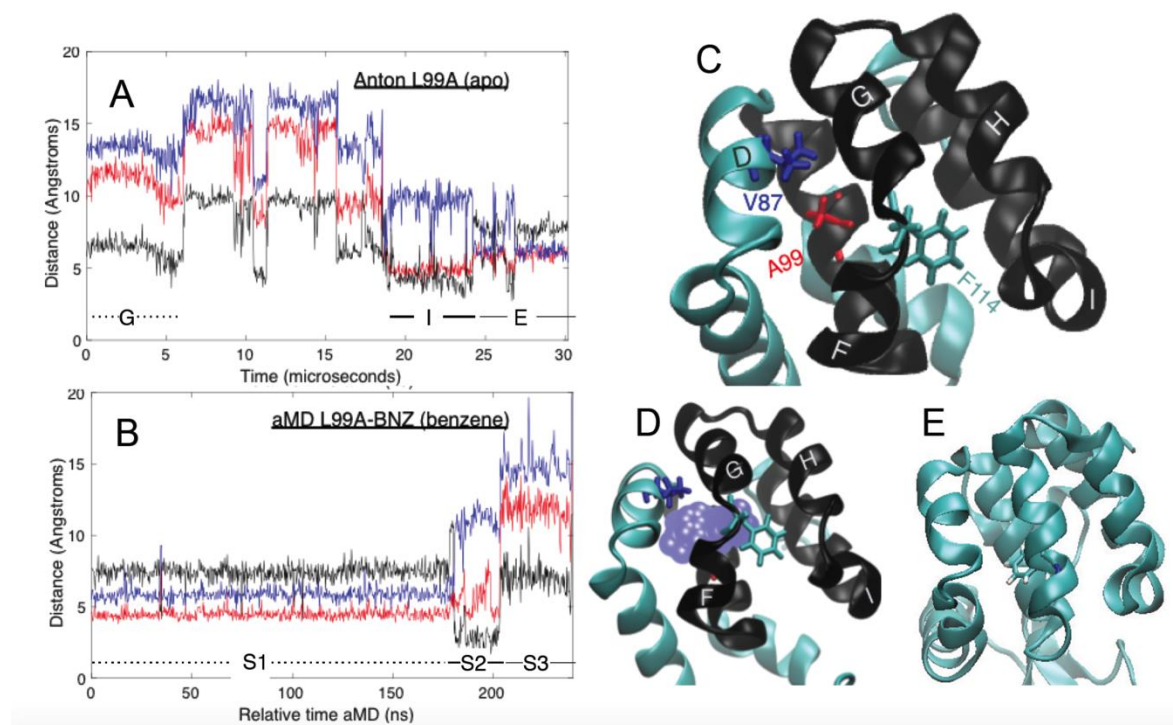 A
Anton L99A (apo)
20
15
10
5
0
Distance (Angstroms)
G
I
E
0 5 10 15 20 25 30
Time (microseconds)
B
aMD L99A-BNZ (benzene)
20
15
10
5
0
Distance (Angstroms)
S1
S2
S3
0 50 100 150 200
Relative time aMD (ns)
C
G
H
D
V87
A99
F114
F
I
D
G
H
F
I
E